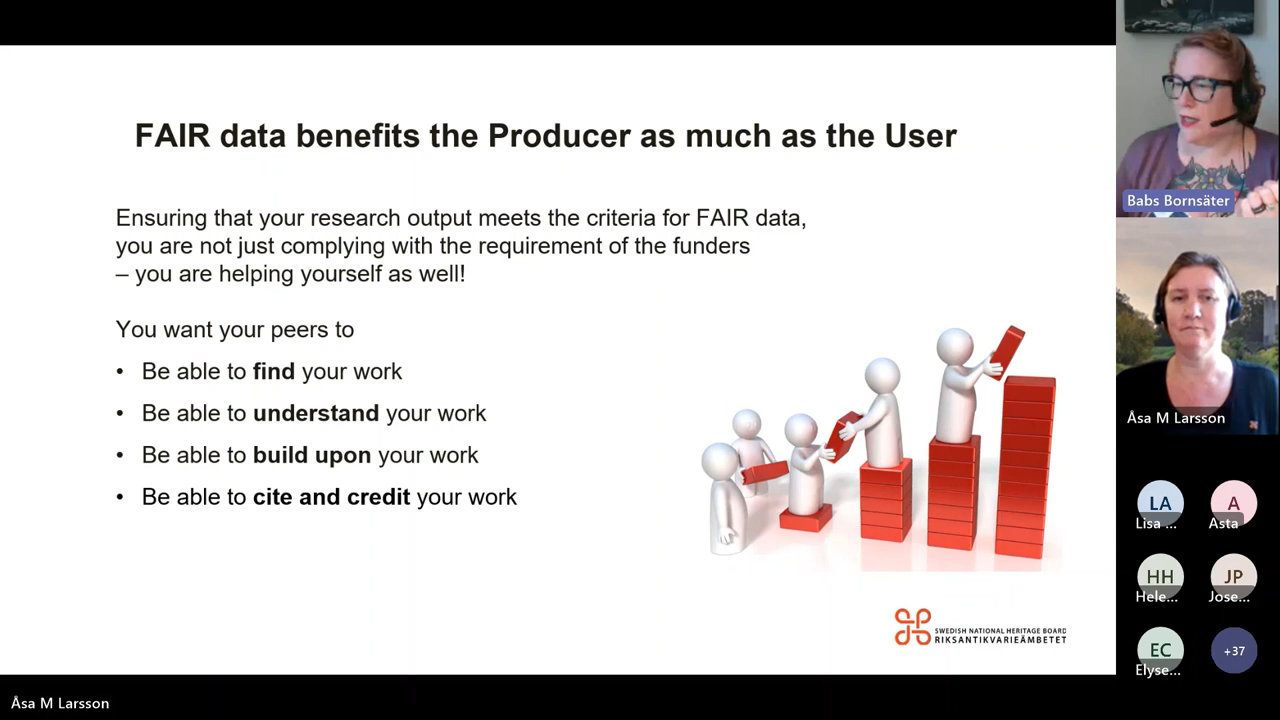 FAIR data benefits the Producer as much as the User
Ensuring that your research output meets the criteria for FAIR data,
you are not just complying with the requirement of the funders
– you are helping yourself as well!
You want your peers to
• Be able to find your work
• Be able to understand your work
• Be able to build upon your work
• Be able to cite and credit your work
SWEDISH NATIONAL HERITAGE BOARD
RIKSANTIKVARIEÄMBETET
Babs Bornsäter
Åsa M Larsson
LA
Lisa ...
A
Asta
HH
Hele...
JP
Jose...
EC
Elyse...
+37
Åsa M Larsson